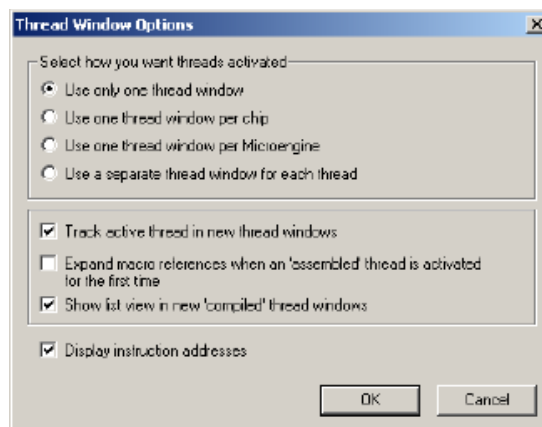 Thread Window Options
Select how you want threads activated
Use only one thread window
Use one thread window per chip
Use one thread window per Microengine
Use a separate thread window for each thread
Track active thread in new thread windows
Expand macro references when an 'assembled' thread is activated
for the first time
Show list view in new 'compiled' thread windows
Display instruction addresses
OK
Cancel